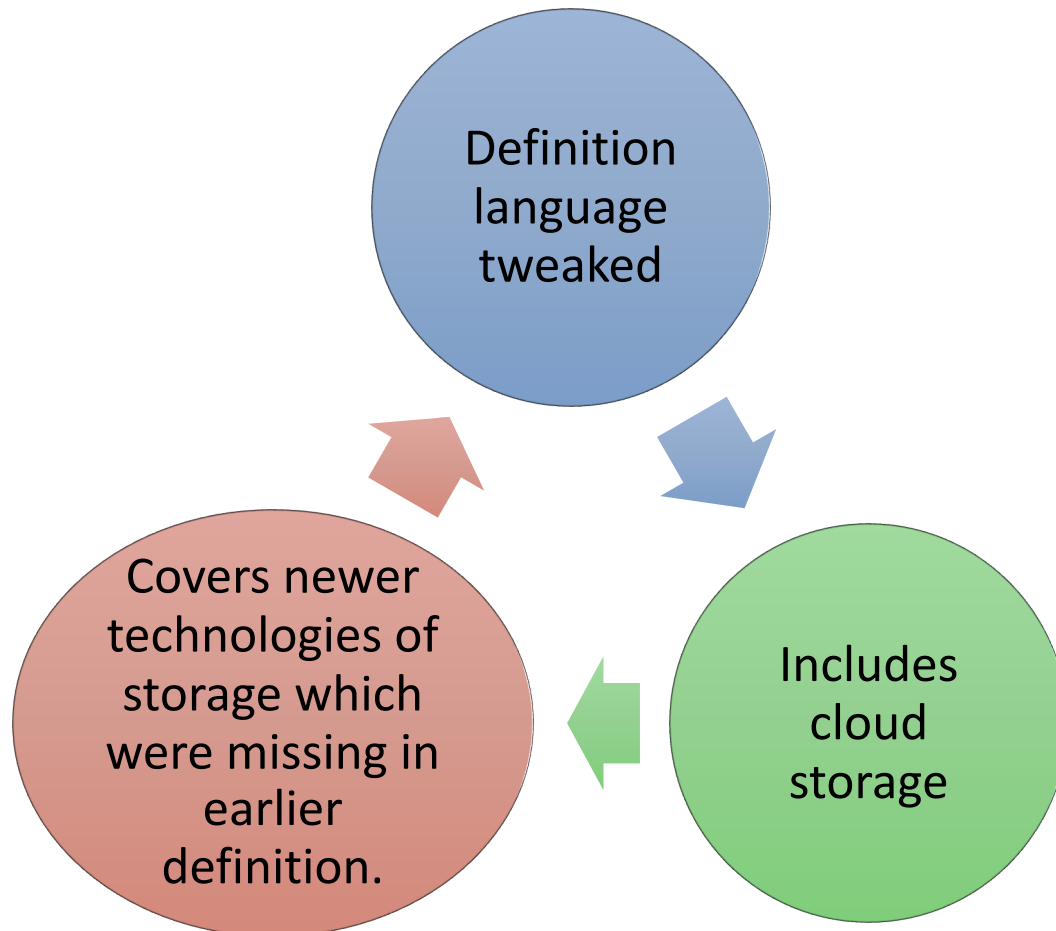 Definition
language
tweaked
Includes
cloud
storage
Covers newer
technologies of
storage which
were missing in
earlier
definition.